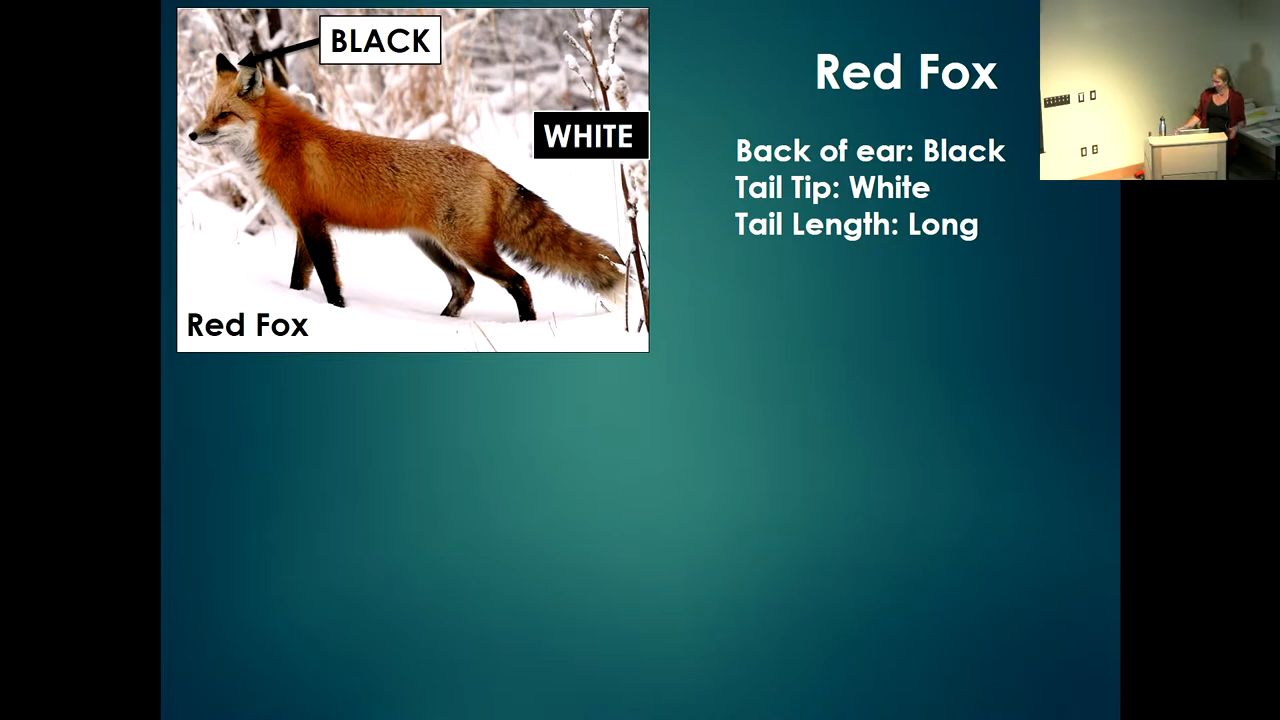 BLACK
WHITE
Red Fox
Red Fox
Back of ear: Black
Tail Tip: White
Tail Length: Long